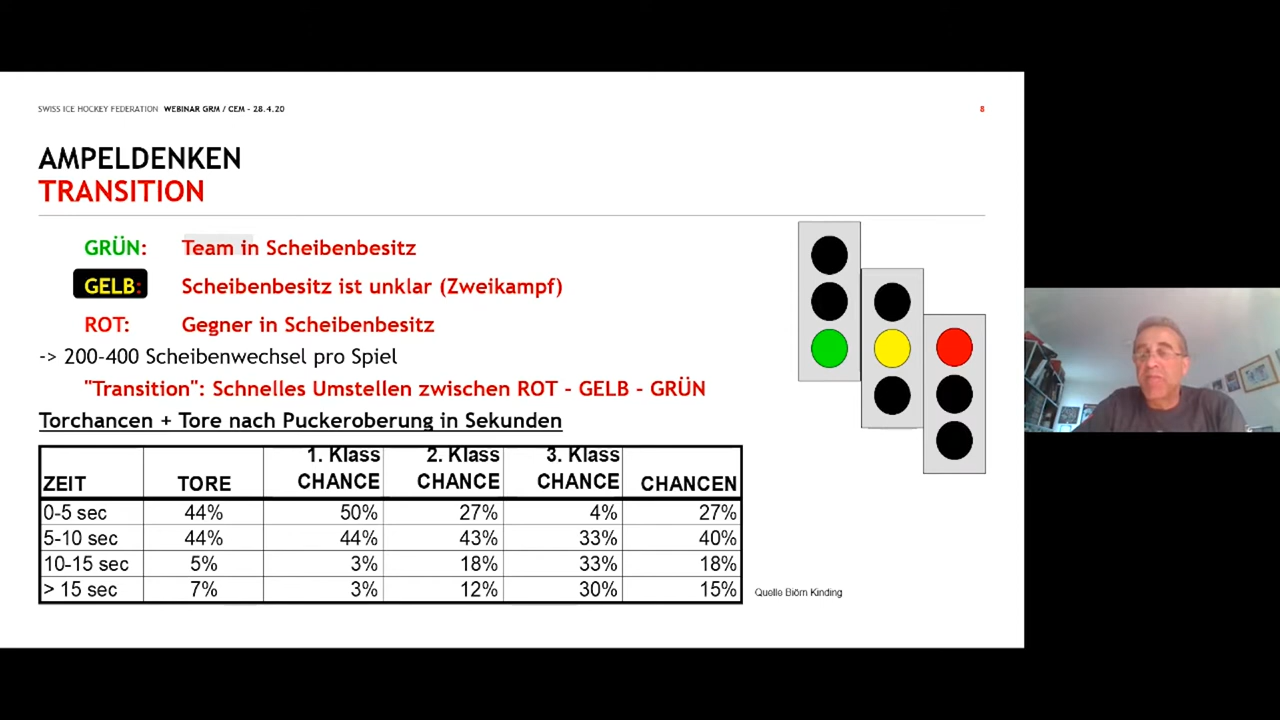 SWISS ICE HOCKEY FEDERATION WEBINAR GRM / CEM - 28.4.20
8
AMPELDENKEN
TRANSITION
GRÜN: Team in Scheibenbesitz
GELB: Scheibenbesitz ist unklar (Zweikampf)
ROT: Gegner in Scheibenbesitz
-> 200-400 Scheibenwechsel pro Spiel
"Transition": Schnelles Umstellen zwischen ROT - GELB - GRÜN
Torchancen + Tore nach Puckeroberung in Sekunden
ZEIT TORE 1. Klass CHANCE 2. Klass CHANCE 3. Klass CHANCE CHANCEN
0-5 sec 44% 50% 27% 4% 27%
5-10 sec 44% 44% 43% 33% 40%
10-15 sec 5% 3% 18% 33% 18%
> 15 sec 7% 3% 12% 30% 15%
Quelle Björn Kinding